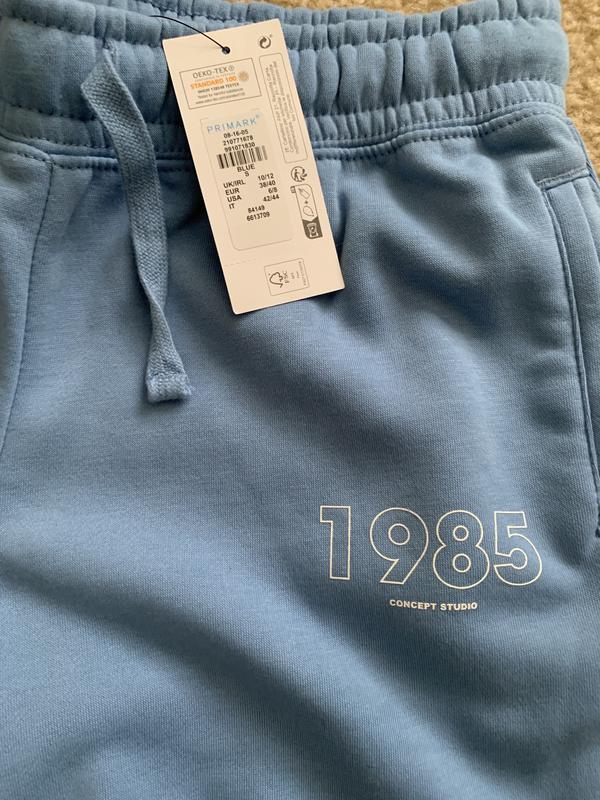 OEKO-TEX®
STANDARD 100
PRIMARK®
08-16-05
210771678
991071830
BLUE
S
UK/IRL 10/12
EUR 38/40
USA 6/8
IT 42/44
84149
6613709
FSC
1985
CONCEPT STUDIO